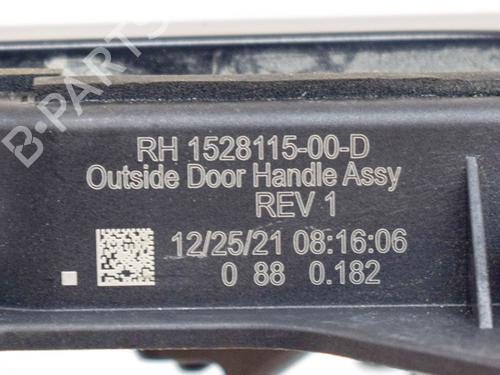 B-PARTS
RH 1528115-00-D
Outside Door Handle Assy
REV 1
12/25/21 08:16:06
0 88 0.182